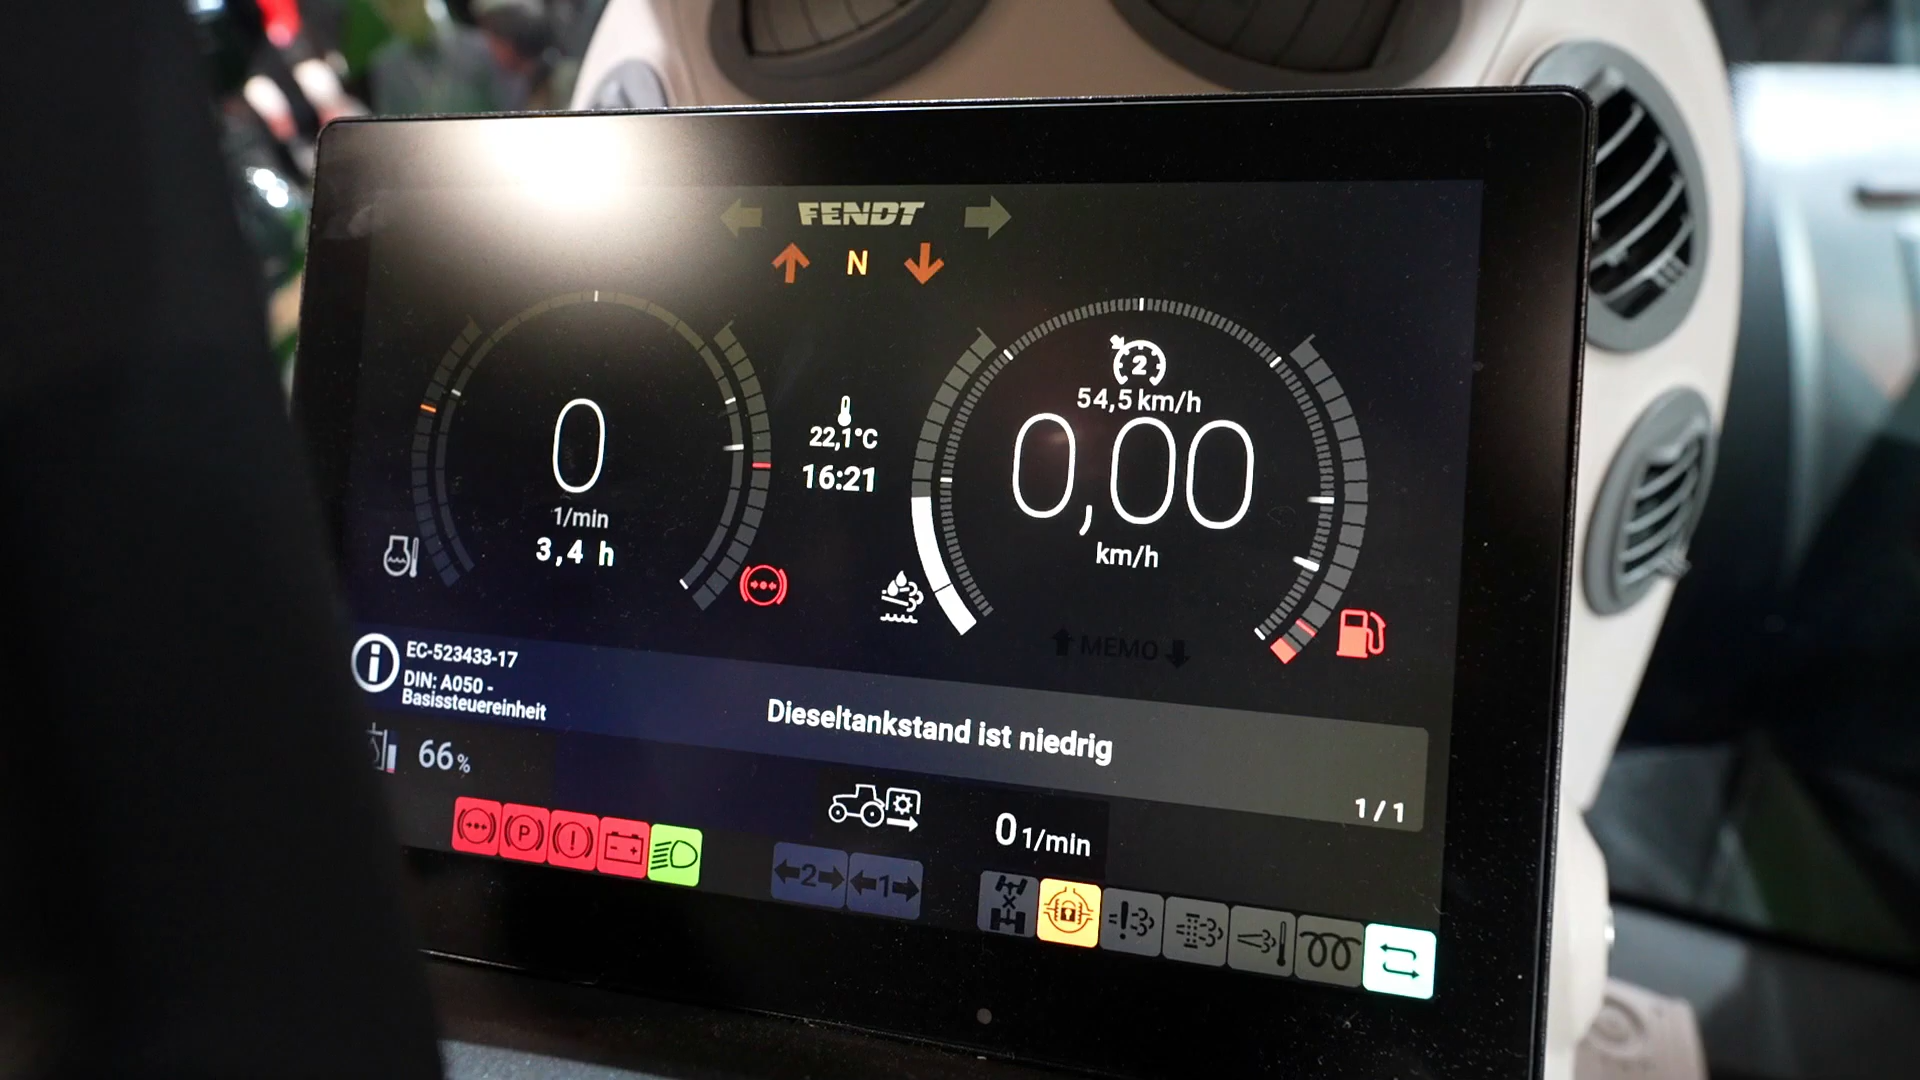 FENDT
N
2
54,5 km/h
0
1/min
3,4 h
22,1°C
16:21
0,00
km/h
MEMO
EC-523433-17
DIN: A050 -
Basissteuereinheit
Dieseltankstand ist niedrig
1/1
66%
0 1/min
P
2
1